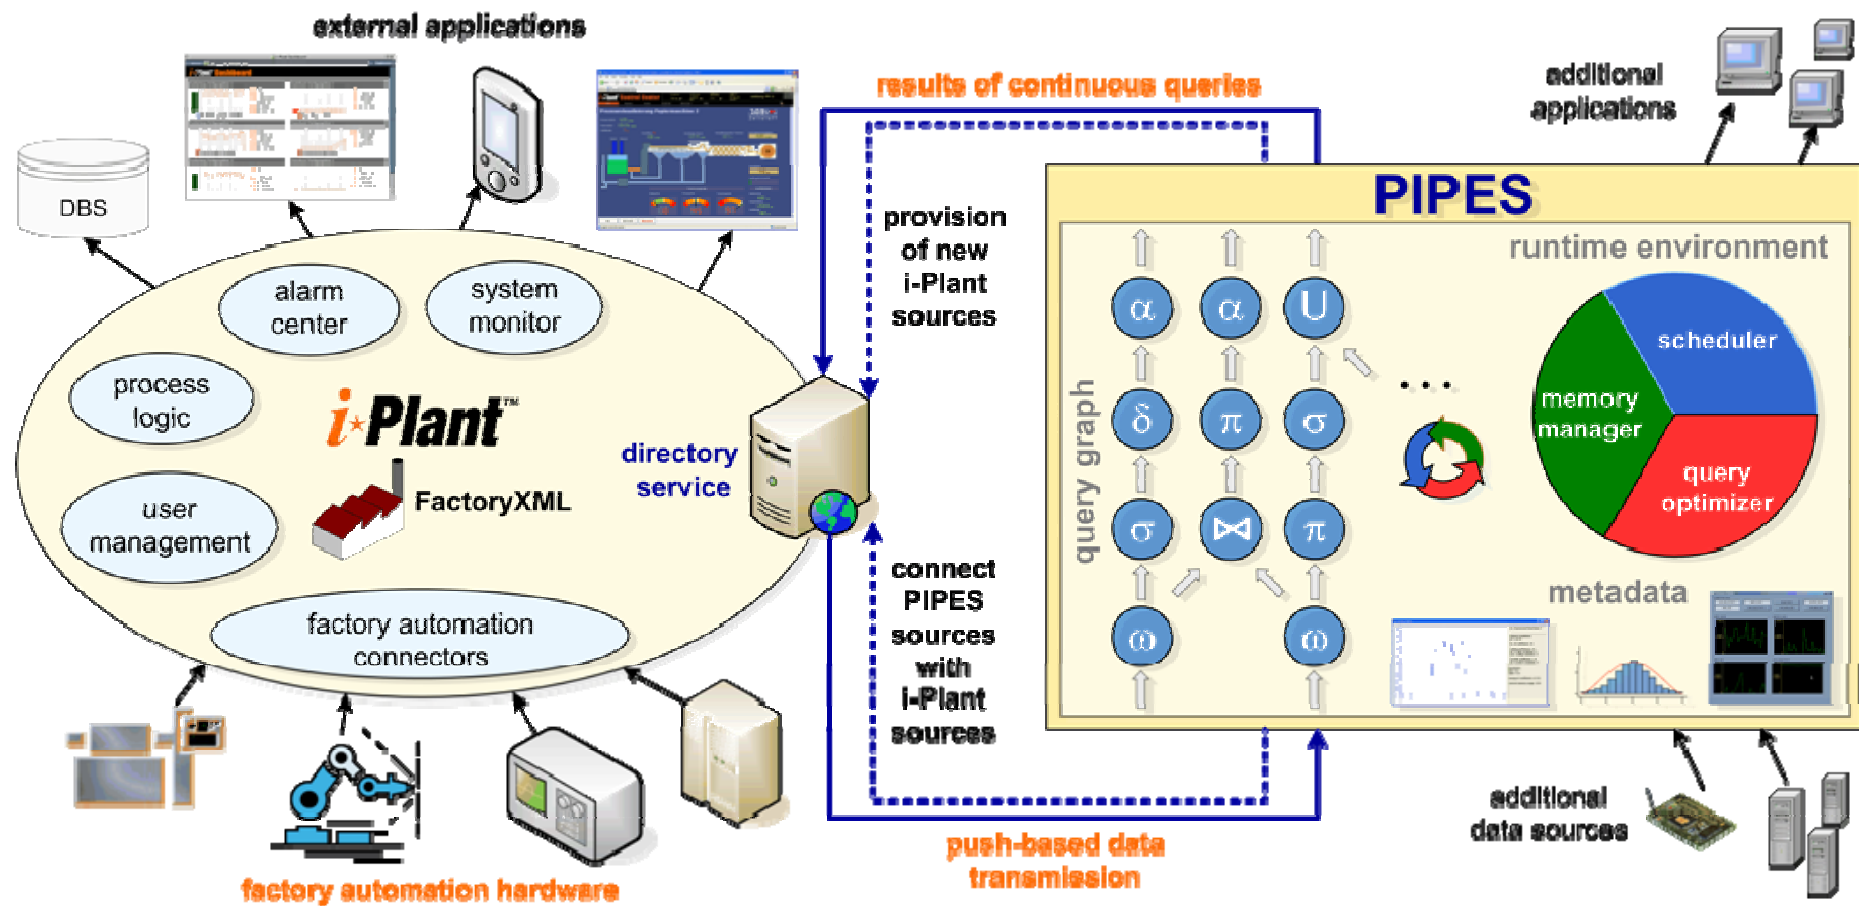 external applications
DBS
alarm
center
system
monitor
process
logic
i*Plant™
user
management
FactoryXML
directory
service
factory automation
connectors
factory automation hardware
results of continuous queries
provision
of new
i-Plant
sources
connect
PIPES
sources
with
i-Plant
sources
push-based data
transmission
additional
applications
PIPES
runtime environment
query graph
α
α
U
δ
π
σ
σ
⋈
π
ω
ω
...
scheduler
memory
manager
query
optimizer
metadata
additional
data sources